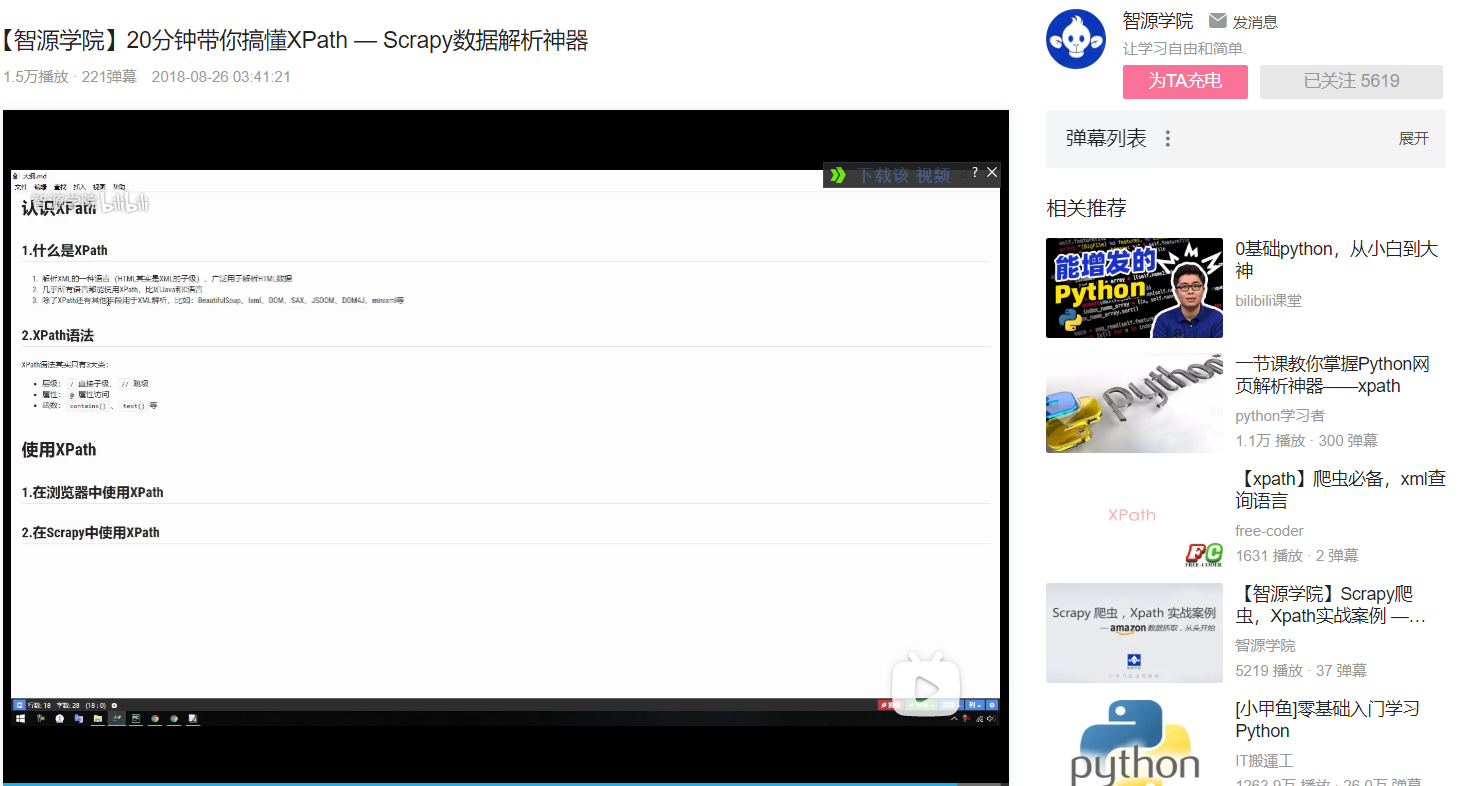 【智源学院】20分钟带你搞懂XPath — Scrapy数据解析神器
1.5万播放 · 221弹幕 2018-08-26 03:41:21
下载该 视频 ? ×
大纲.md
文件 编辑 查找 插入 视图 帮助
智源学院 bilibili
认识XPath
1.什么是XPath
1. 解析XML的一种语言（HTML其实是XML的子级），广泛用于解析HTML数据
2. 几乎所有语言都能使用XPath，比如Java和C语言
3. 除了XPath还有其他手段用于XML解析，比如：BeautifulSoup、lxml、DOM、SAX、JSDOM、DOM4J、minixml等
2.XPath语法
XPath语法其实只有3大类：
• 层级： / 直接子级、 // 跳级
• 属性： @ 属性访问
• 函数： contains() 、 text() 等
使用XPath
1.在浏览器中使用XPath
2.在Scrapy中使用XPath
行数: 18 字数: 28 (18 : 0)
智源学院 发消息
让学习自由和简单.
为TA充电 已关注 5619
弹幕列表 展开
相关推荐
能增发的
Python
0基础python，从小白到大
神
bilibili课堂
python
一节课教你掌握Python网
页解析神器——xpath
python学习者
1.1万 播放 · 300 弹幕
XPath
FC
FREE-CODER
【xpath】爬虫必备，xml查
询语言
free-coder
1631 播放 · 2 弹幕
Scrapy 爬虫，Xpath 实战案例
— amazon 数据抓取，从头开始
【智源学院】Scrapy爬
虫，Xpath实战案例 —…
智源学院
5219 播放 · 37 弹幕
python
[小甲鱼]零基础入门学习
Python
IT搬運工
1263.9万 播放 · 26.0万 弹幕